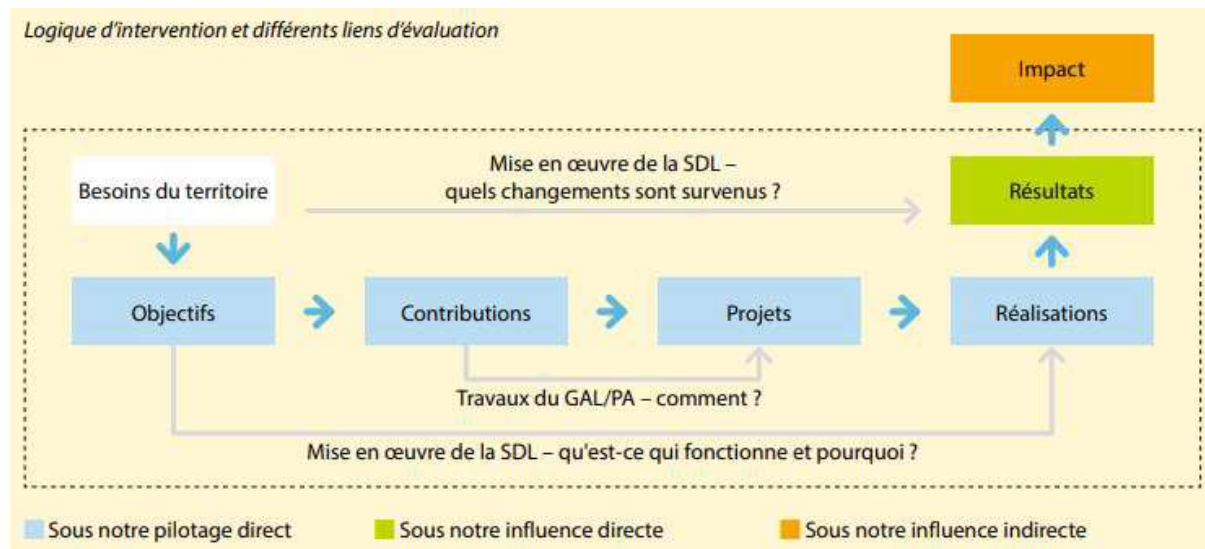 Logique d’intervention et différents liens d’évaluation
Impact
Mise en œuvre de la SDL –
quels changements sont survenus ?
Besoins du territoire
Résultats
Objectifs
Contributions
Projets
Réalisations
Travaux du GAL/PA – comment ?
Mise en œuvre de la SDL – qu'est-ce qui fonctionne et pourquoi ?
Sous notre pilotage direct
Sous notre influence directe
Sous notre influence indirecte